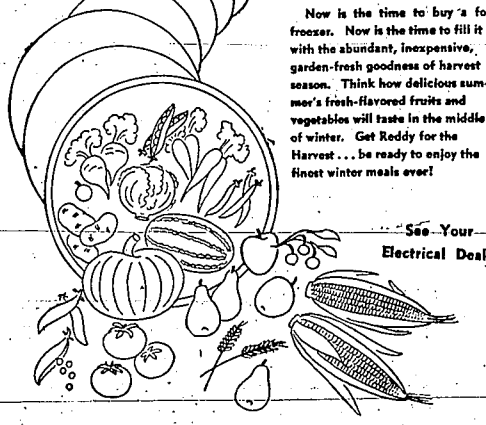 Now is the time to buy a fo
freezer. Now is the time to fill it
with the abundant, inexpensive,
garden-fresh goodness of harvest
season. Think how delicious sum-
mer's fresh-flavored fruits and
vegetables will taste in the middle
of winter. Get Reddy for the
Harvest... be ready to enjoy the
finest winter meals ever!
See Your
Electrical Deal